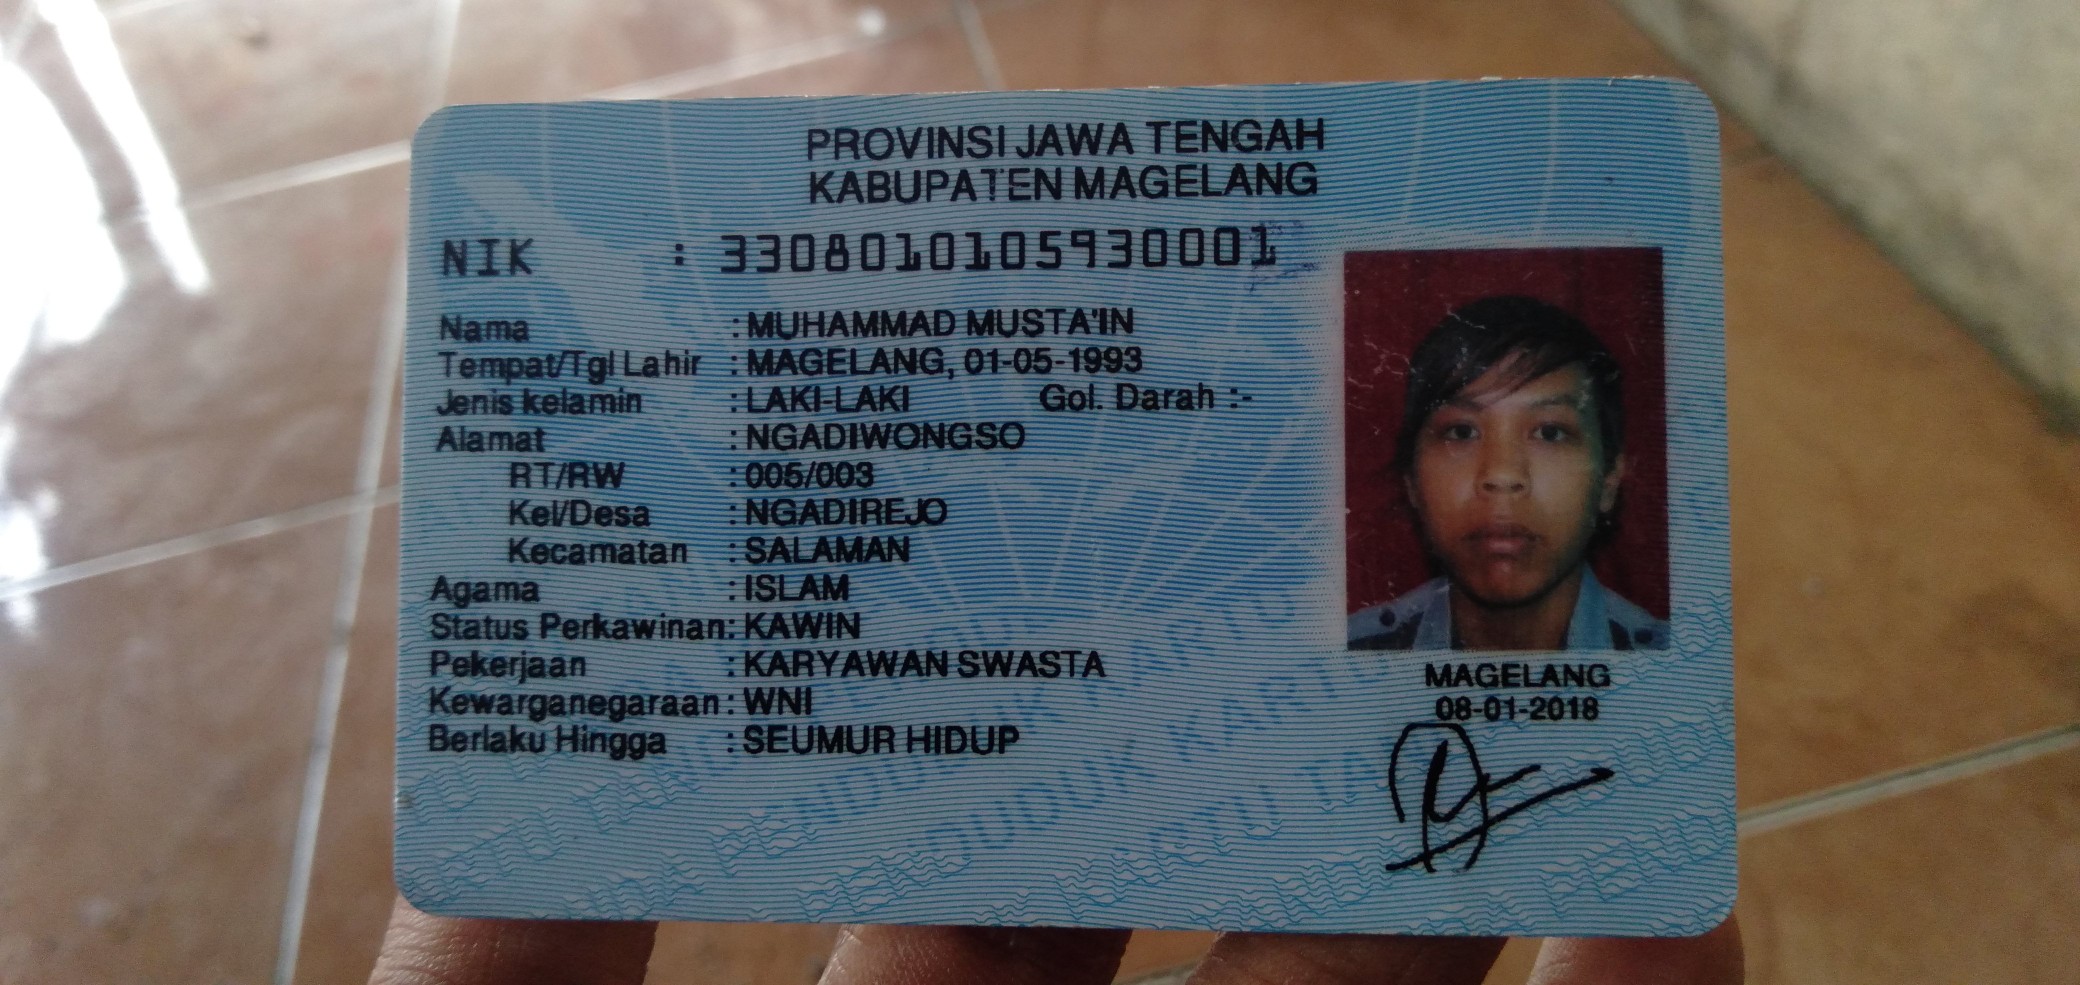 PROVINSI JAWA TENGAH
KABUPATEN MAGELANG
NIK : 3308010105930001
Nama : MUHAMMAD MUSTA'IN
Tempat/Tgl Lahir : MAGELANG, 01-05-1993
Jenis kelamin : LAKI-LAKI Gol. Darah :-
Alamat : NGADIWONGSO
RT/RW : 005/003
Kel/Desa : NGADIREJO
Kecamatan : SALAMAN
Agama : ISLAM
Status Perkawinan: KAWIN
Pekerjaan : KARYAWAN SWASTA
Kewarganegaraan : WNI
Berlaku Hingga : SEUMUR HIDUP
MAGELANG
08-01-2018